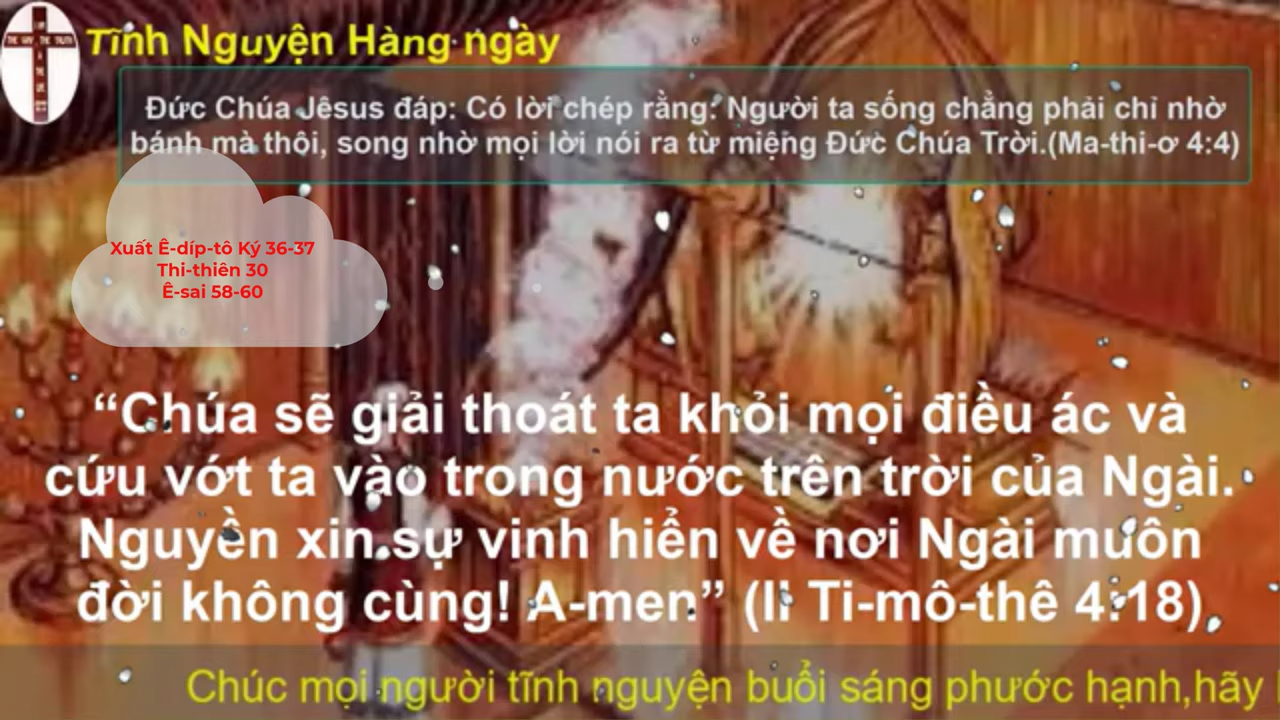 Tĩnh Nguyện Hàng ngày
Đức Chúa Jêsus đáp: Có lời chép rằng: Người ta sống chẳng phải chỉ nhờ
bánh mà thôi, song nhờ mọi lời nói ra từ miệng Đức Chúa Trời.(Ma-thi-ơ 4:4)
Xuất Ê-díp-tô Ký 36-37
Thi-thiên 30
Ê-sai 58-60
“Chúa sẽ giải thoát ta khỏi mọi điều ác và
cứu vớt ta vào trong nước trên trời của Ngài.
Nguyền xin sự vinh hiển về nơi Ngài muôn
đời không cùng! A-men” (Ii Ti-mô-thê 4:18)
Chúc mọi người tĩnh nguyện buổi sáng phước hạnh,hãy